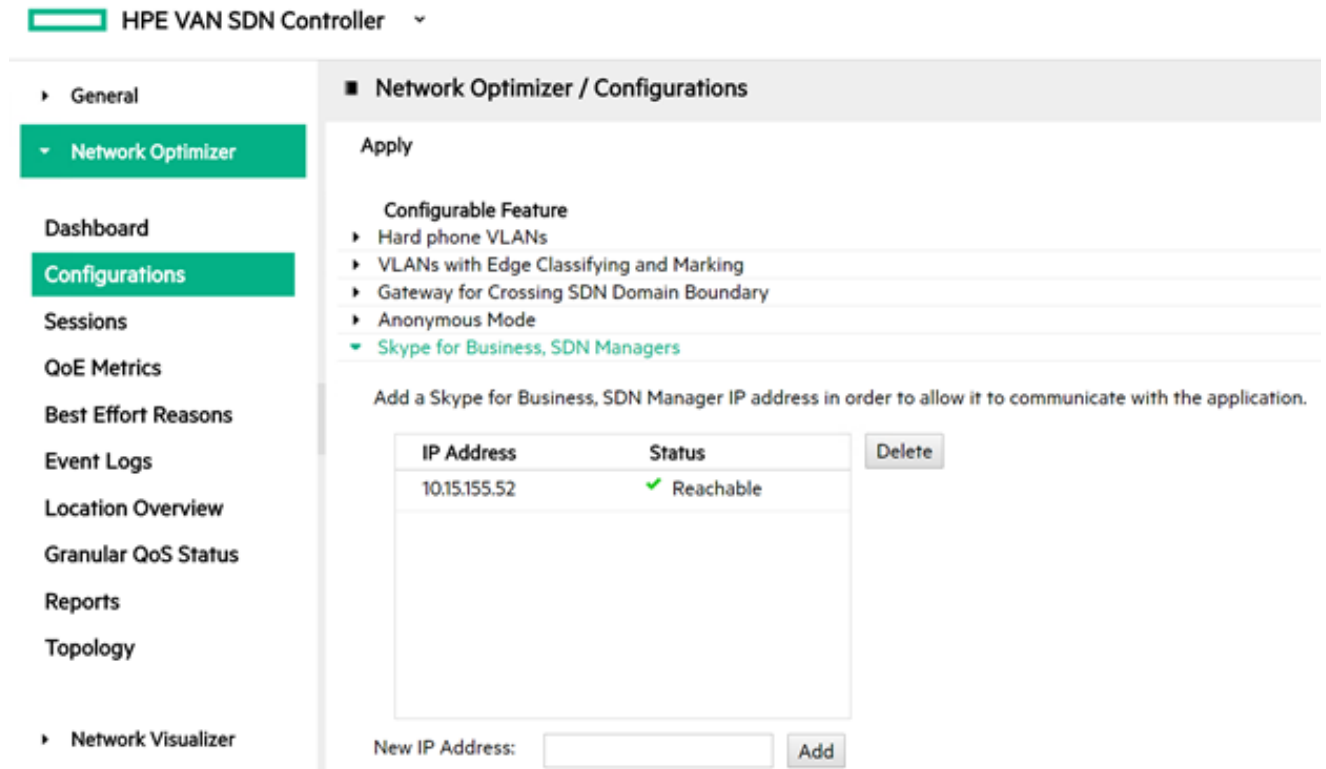 HPE VAN SDN Controller
General
Network Optimizer
Dashboard
Configurations
Sessions
QoE Metrics
Best Effort Reasons
Event Logs
Location Overview
Granular QoS Status
Reports
Topology
Network Visualizer
Network Optimizer / Configurations
Apply
Configurable Feature
Hard phone VLANs
VLANs with Edge Classifying and Marking
Gateway for Crossing SDN Domain Boundary
Anonymous Mode
Skype for Business, SDN Managers
Add a Skype for Business, SDN Manager IP address in order to allow it to communicate with the application.
IP Address Status
10.15.155.52 Reachable
Delete
New IP Address: Add